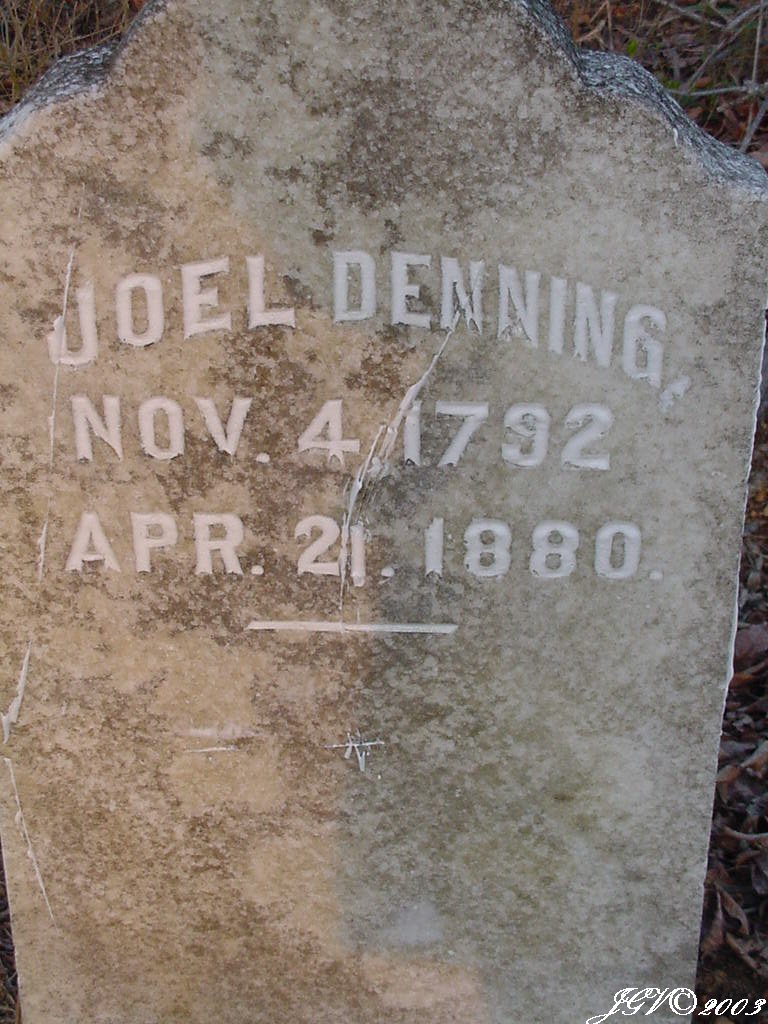 JOEL DENNING,
NOV. 4. 1792
APR. 21. 1880.
JGV©2003